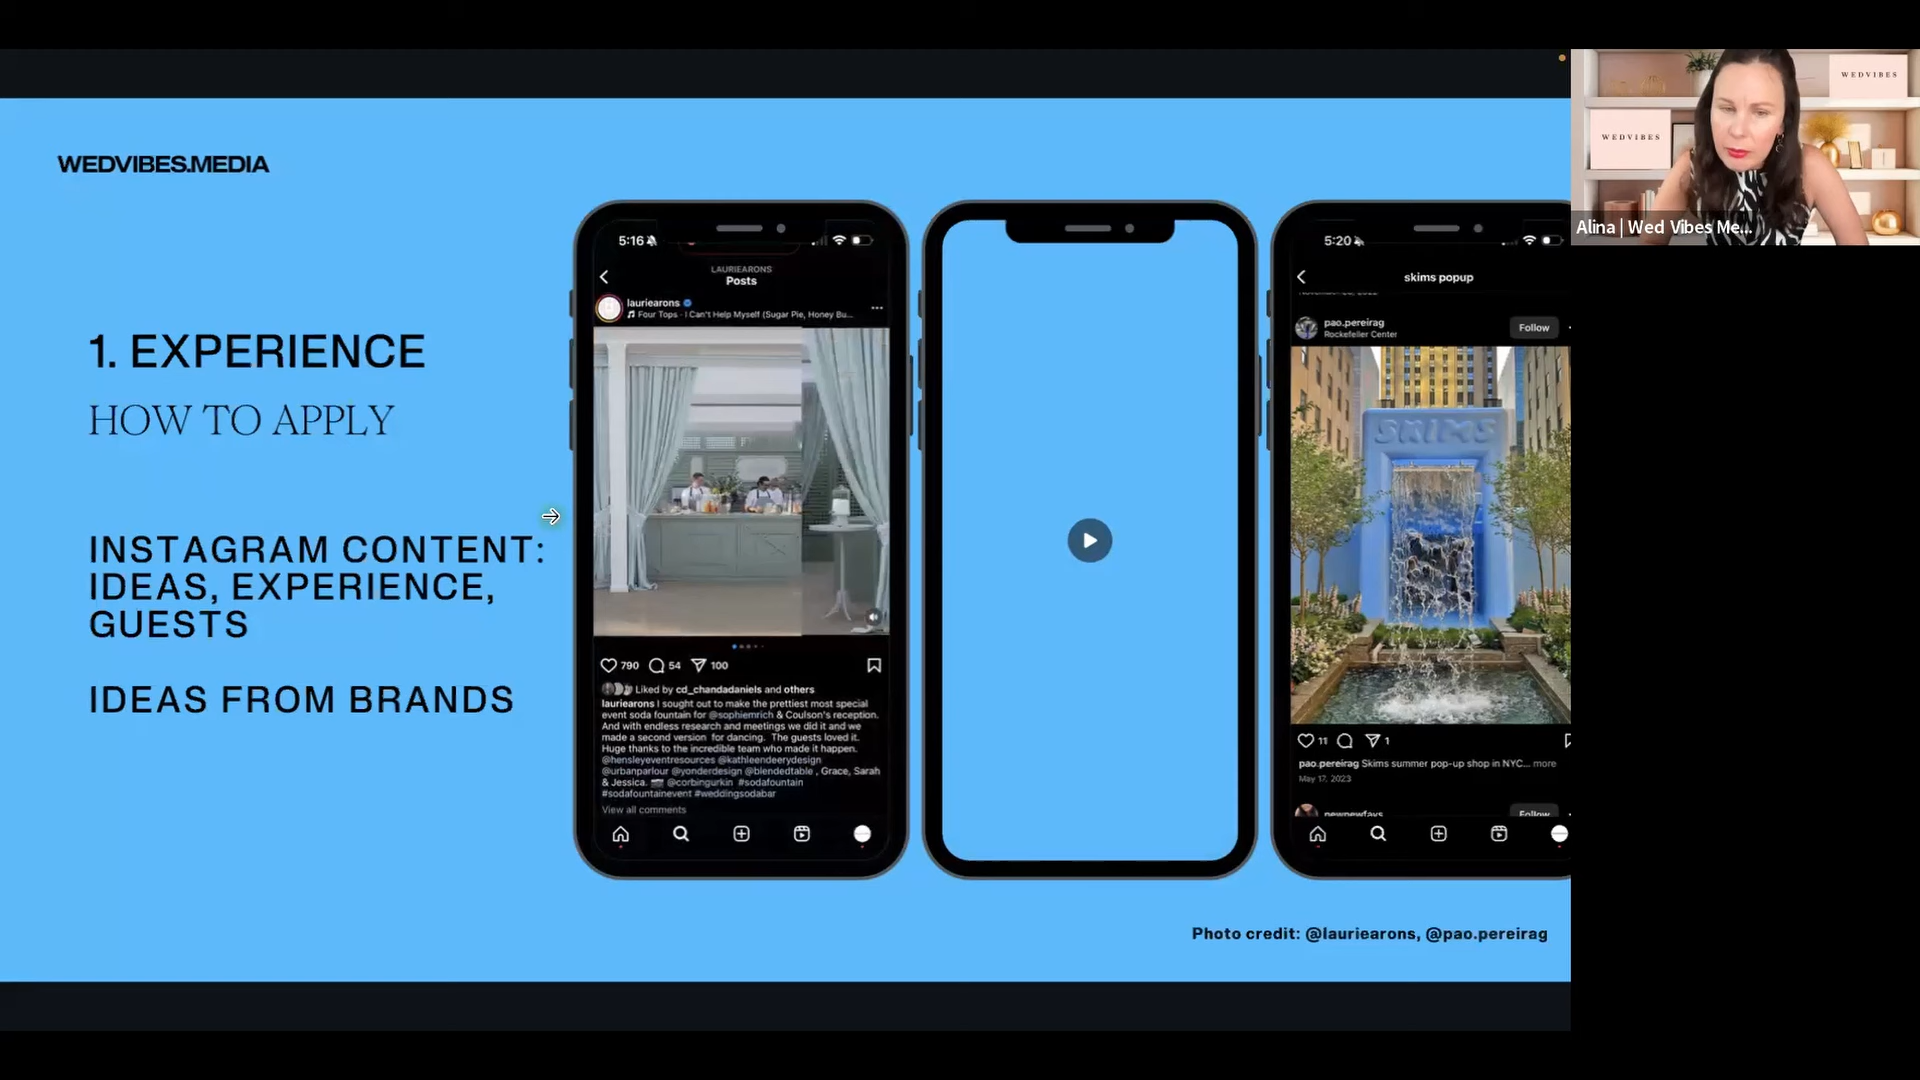 WEDVIBES.MEDIA
1. EXPERIENCE
HOW TO APPLY
INSTAGRAM CONTENT:
IDEAS, EXPERIENCE,
GUESTS
IDEAS FROM BRANDS
5:16
LAURIEARONS
Posts
lauriearons
Four Tops · I Can't Help Myself (Sugar Pie, Honey Bu...
790 54 100
Liked by cd_chandadaniels and others
lauriearons I sought out to make the prettiest most special
event soda fountain for @sophiemrich & Coulson's reception.
And with endless research and meetings we did it and we
made a second version for dancing. The guests loved it.
Huge thanks to the incredible team who made it happen.
@hensleyeventresources @kathleendeerydesign
@urbanparlour @yonderdesign @blendedtable , Grace, Sarah
& Jessica. @corbingurkin #sodafountain
#sodafountainevent #weddingsodabar
View all comments
5:20
skims popup
pao.pereirag
Rockefeller Center
Follow
SKIMS
11 1
pao.pereirag Skims summer pop-up shop in NYC... more
May 17, 2023
Follow
Photo credit: @lauriearons, @pao.pereirag
WEDVIBES
WEDVIBES
Alina | Wed Vibes Me...